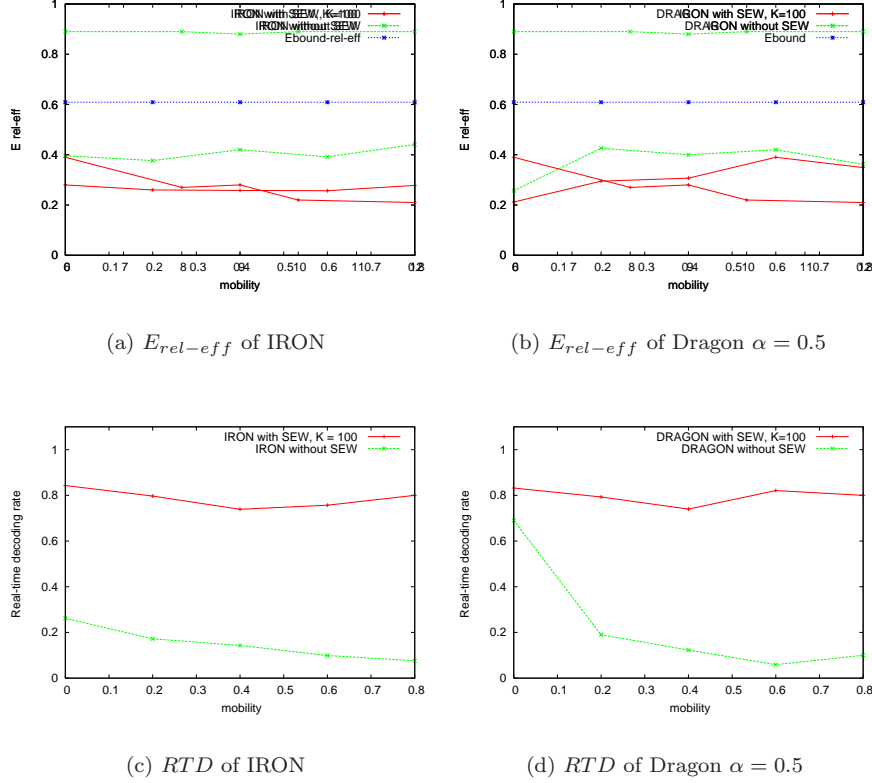 IRON with SEW, K=100
IRON without SEW
Ebound-rel-eff
1
0.8
0.6
0.4
0.2
0
E rel-eff
mobility
DRAGON with SEW, K=100
DRAGON without SEW
Ebound
1
0.8
0.6
0.4
0.2
0
E rel-eff
mobility
(a) E_{rel-eff} of IRON
(b) E_{rel-eff} of Dragon α = 0.5
IRON with SEW, K = 100
IRON without SEW
1
0.8
0.6
0.4
0.2
0
Real-time decoding rate
0 0.1 0.2 0.3 0.4 0.5 0.6 0.7 0.8
mobility
DRAGON with SEW, K=100
DRAGON without SEW
1
0.8
0.6
0.4
0.2
0
Real-time decoding rate
0 0.1 0.2 0.3 0.4 0.5 0.6 0.7 0.8
mobility
(c) RTD of IRON
(d) RTD of Dragon α = 0.5